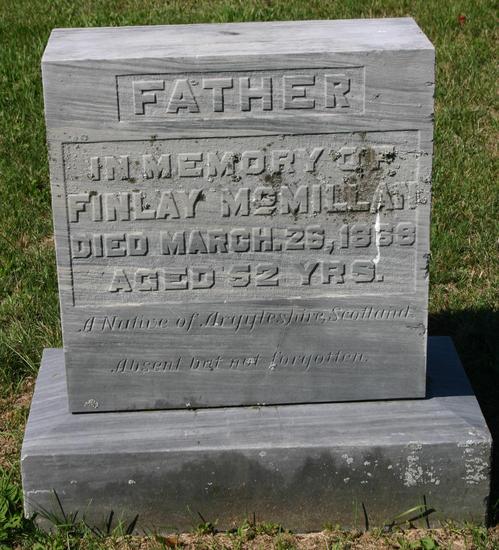 FATHER
IN MEMORY OF
FINLAY McMILLAN
DIED MARCH.26,1868
AGED 52 YRS.
A Native of Argyleshire, Scotland.
Absent but not forgotten.